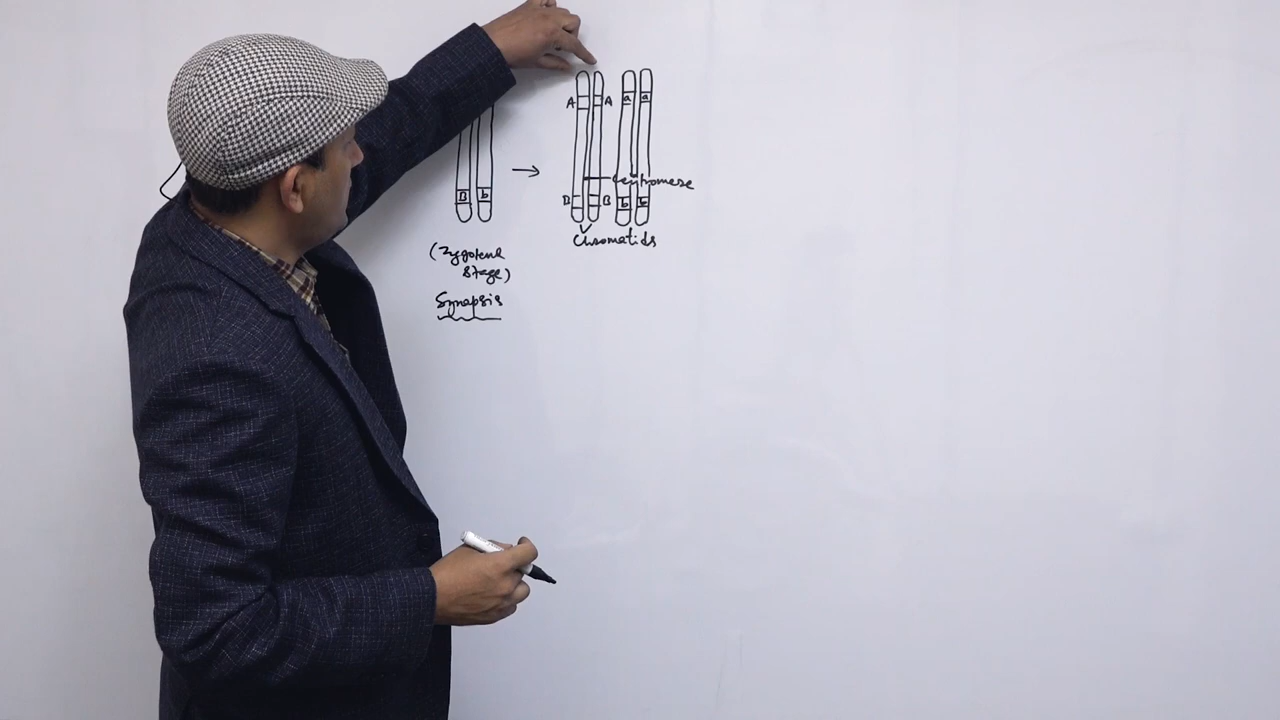 A A a a
Centromere
B b B B b b
Chromatids
(Zygotene
Stage)
Synapsis